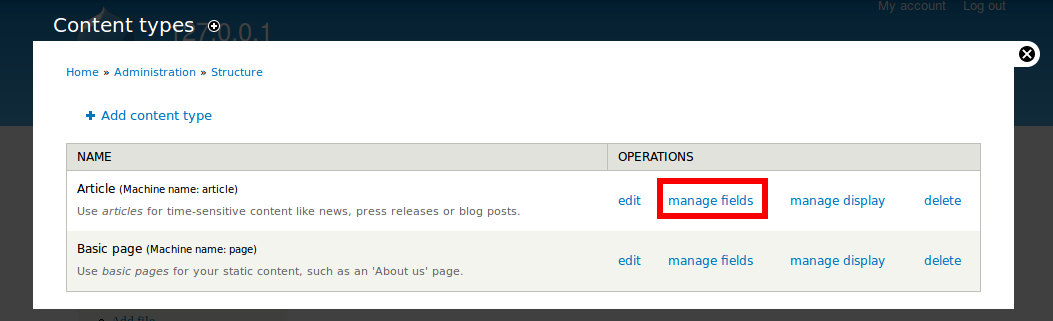 My account Log out
Content types
127.0.0.1
Home » Administration » Structure
Add content type
NAME OPERATIONS
Article (Machine name: article)
Use articles for time-sensitive content like news, press releases or blog posts.
edit manage fields manage display delete
Basic page (Machine name: page)
Use basic pages for your static content, such as an 'About us' page.
edit manage fields manage display delete
Add file